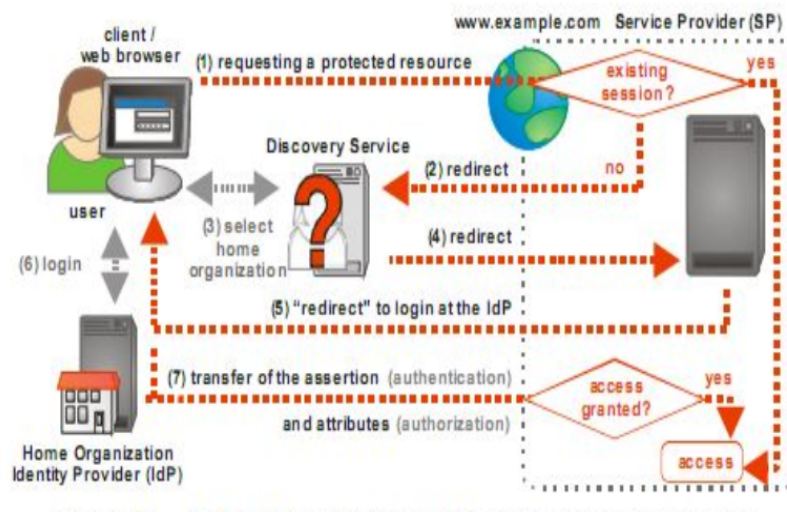 www.example.com Service Provider (SP)
client /
web browser
(1) requesting a protected resource
existing
session?
yes
Discovery Service
(2) redirect
no
user
(3) select
home
organization
(4) redirect
(6) login
(5) "redirect" to login at the IdP
(7) transfer of the assertion (authentication)
and attributes (authorization)
access
granted?
yes
access
Home Organization
Identity Provider (IdP)